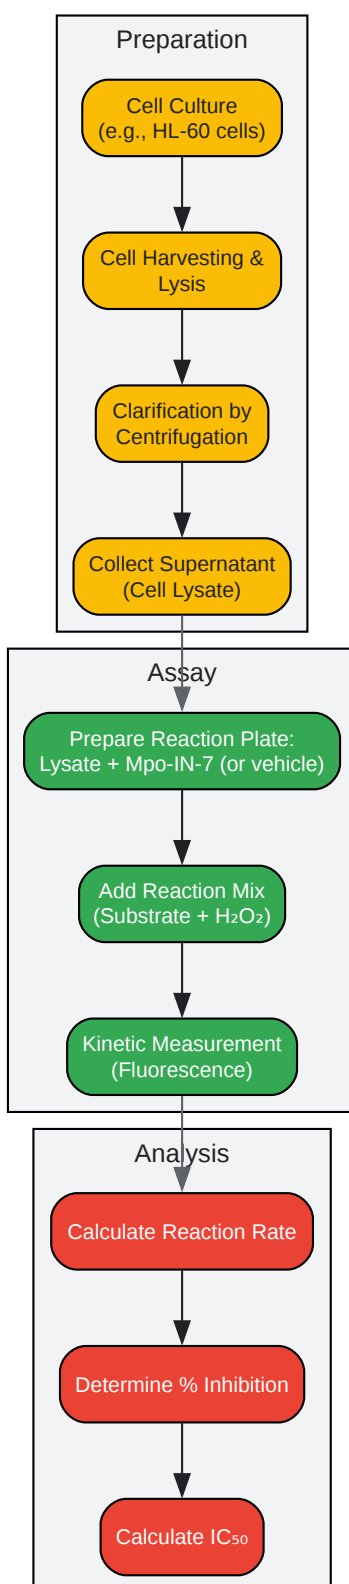 Preparation
Cell Culture
(e.g., HL-60 cells)
Cell Harvesting &
Lysis
Clarification by
Centrifugation
Collect Supernatant
(Cell Lysate)
Assay
Prepare Reaction Plate:
Lysate + Mpo-IN-7 (or vehicle)
Add Reaction Mix
(Substrate + H₂O₂)
Kinetic Measurement
(Fluorescence)
Analysis
Calculate Reaction Rate
Determine % Inhibition
Calculate IC₅₀